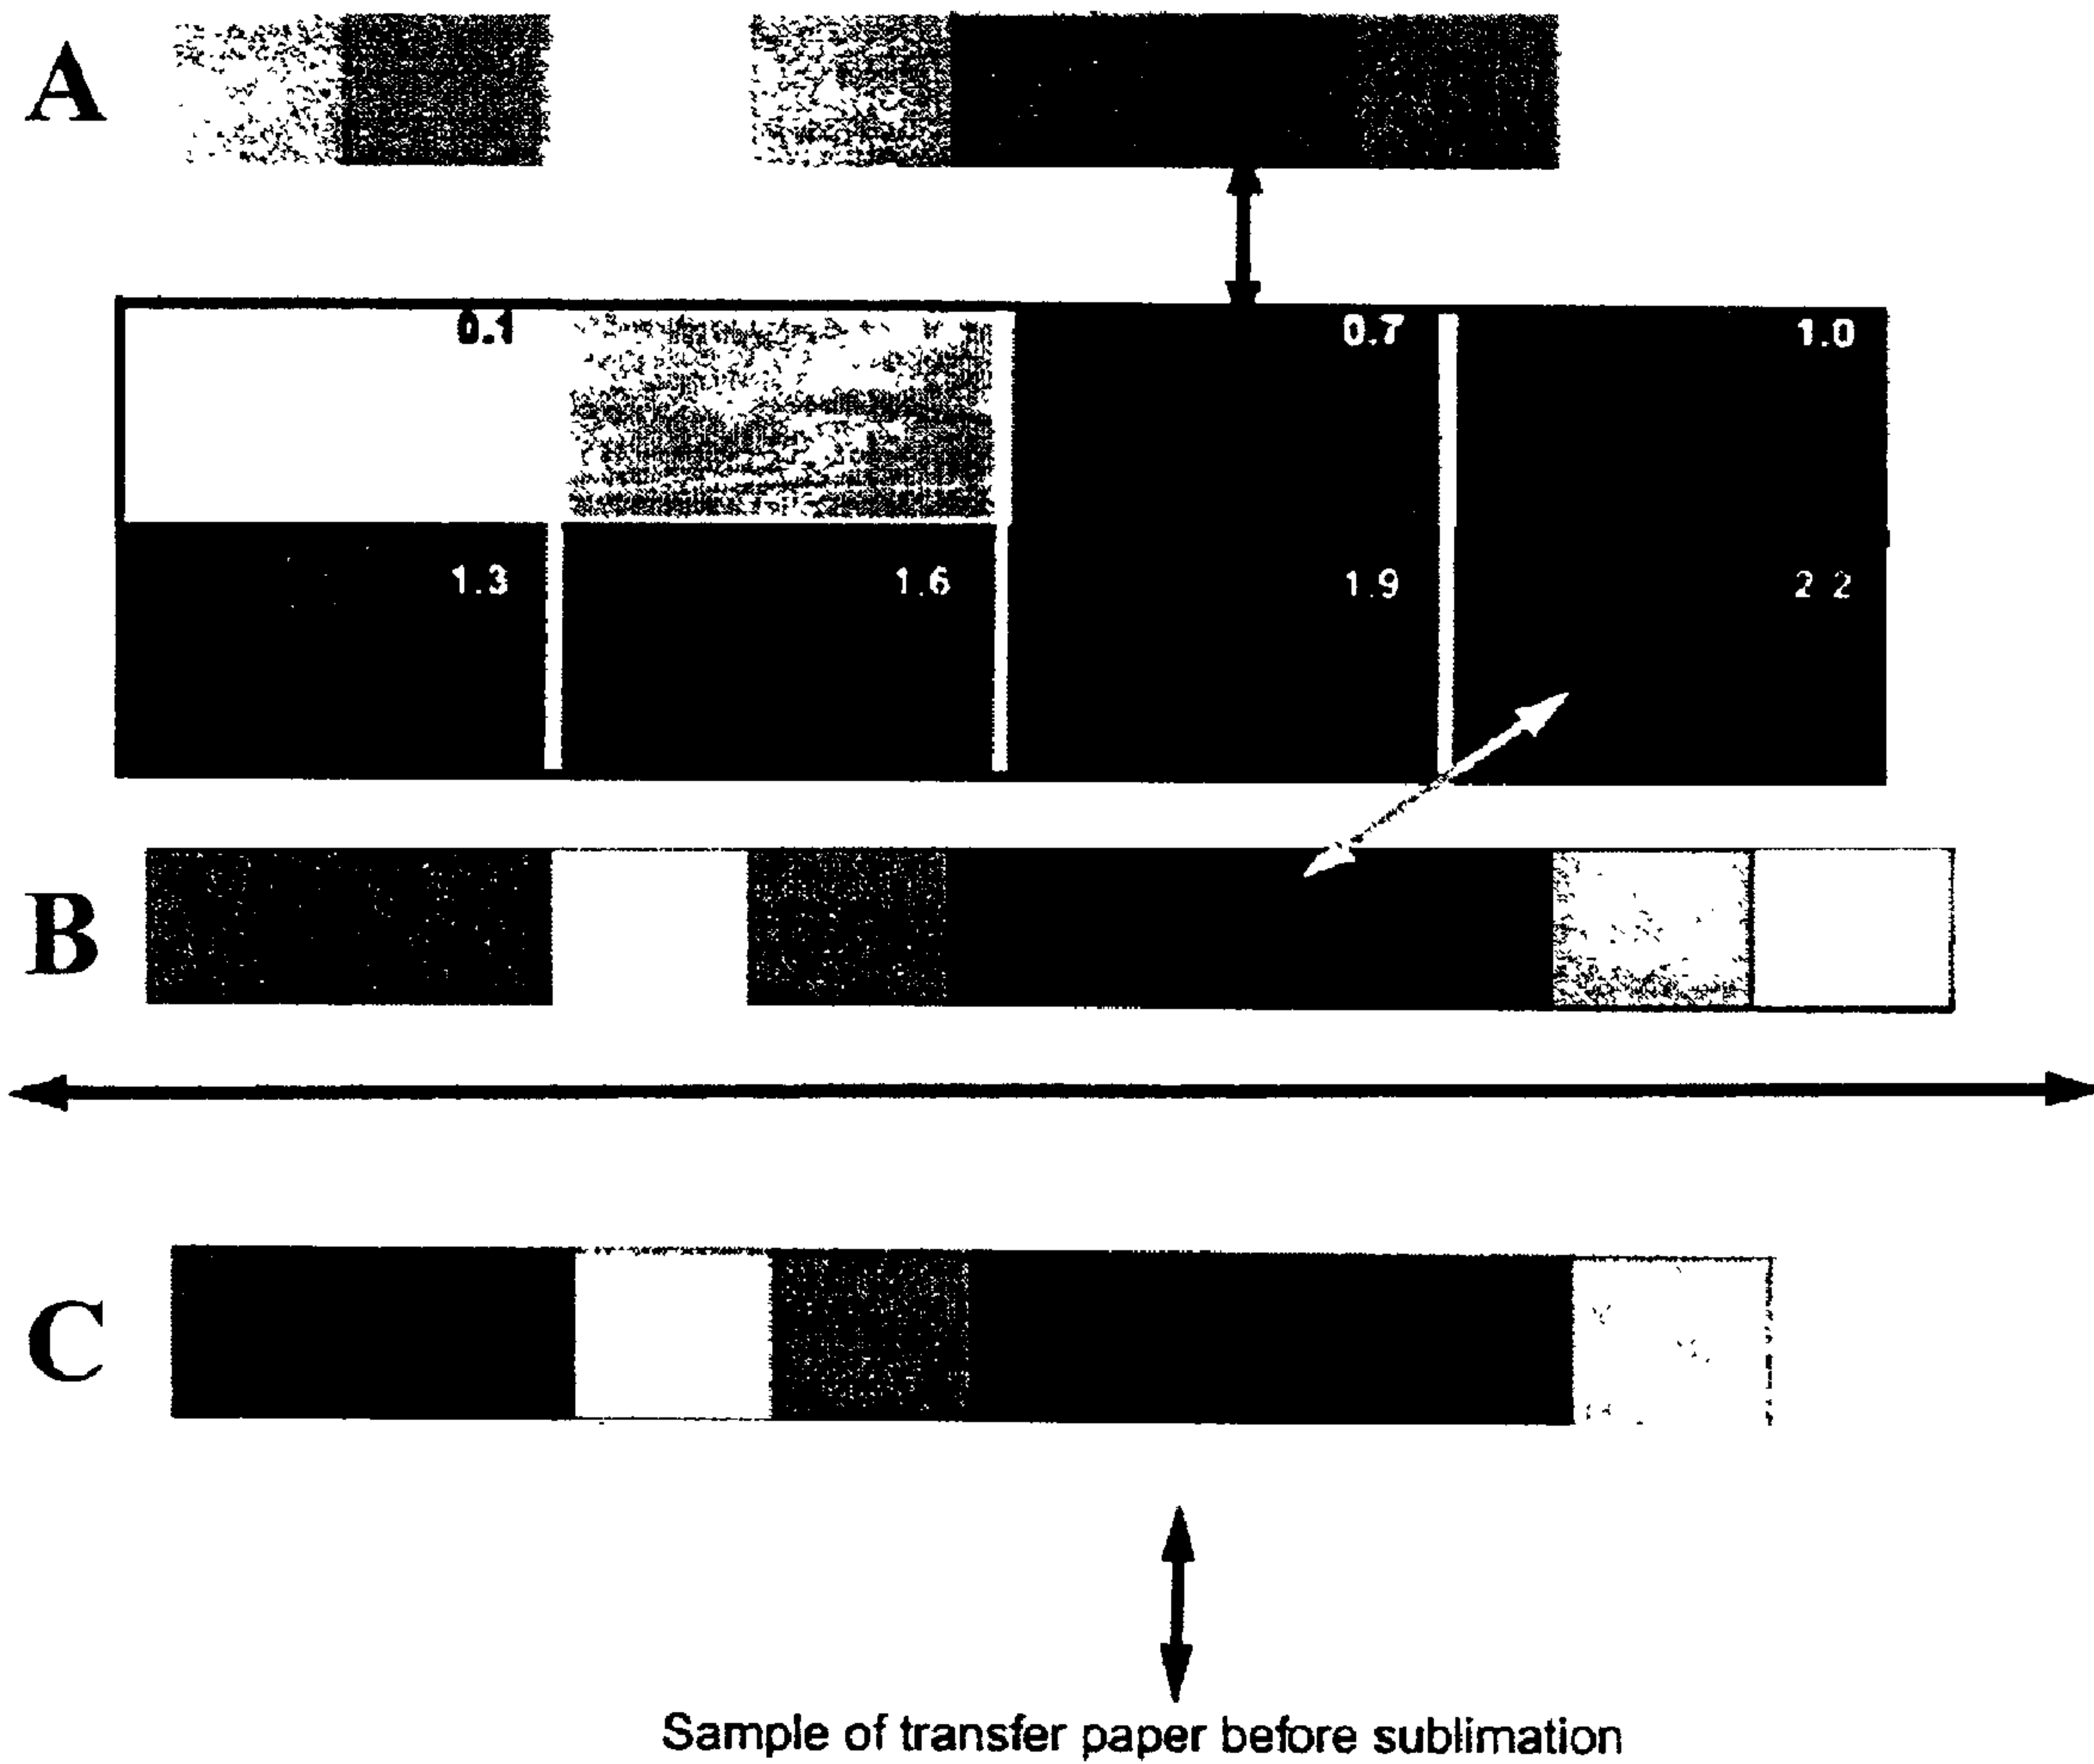 A
0.1
0.7
1.0
1.3
1.6
1.9
2 2
B
C
Sample of transfer paper before sublimation